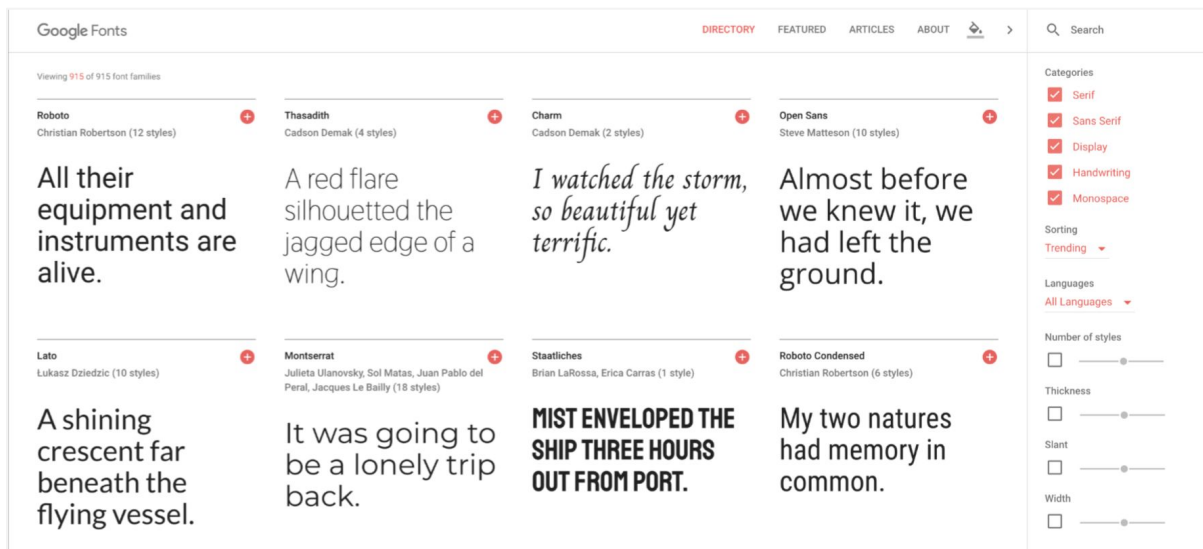 Google Fonts
DIRECTORY
FEATURED
ARTICLES
ABOUT
Search
Viewing 915 of 915 font families
Roboto
Christian Robertson (12 styles)
All their
equipment and
instruments are
alive.
Thasadith
Cadson Demak (4 styles)
A red flare
silhouetted the
jagged edge of a
wing.
Charm
Cadson Demak (2 styles)
I watched the storm,
so beautiful yet
terrific.
Open Sans
Steve Matteson (10 styles)
Almost before
we knew it, we
had left the
ground.
Lato
Łukasz Dziedzic (10 styles)
A shining
crescent far
beneath the
flying vessel.
Montserrat
Julieta Ulanovsky, Sol Matas, Juan Pablo del
Peral, Jacques Le Bailly (18 styles)
It was going to
be a lonely trip
back.
Staatliches
Brian LaRossa, Erica Carras (1 style)
MIST ENVELOPED THE
SHIP THREE HOURS
OUT FROM PORT.
Roboto Condensed
Christian Robertson (6 styles)
My two natures
had memory in
common.
Categories
Serif
Sans Serif
Display
Handwriting
Monospace
Sorting
Trending
Languages
All Languages
Number of styles
Thickness
Slant
Width